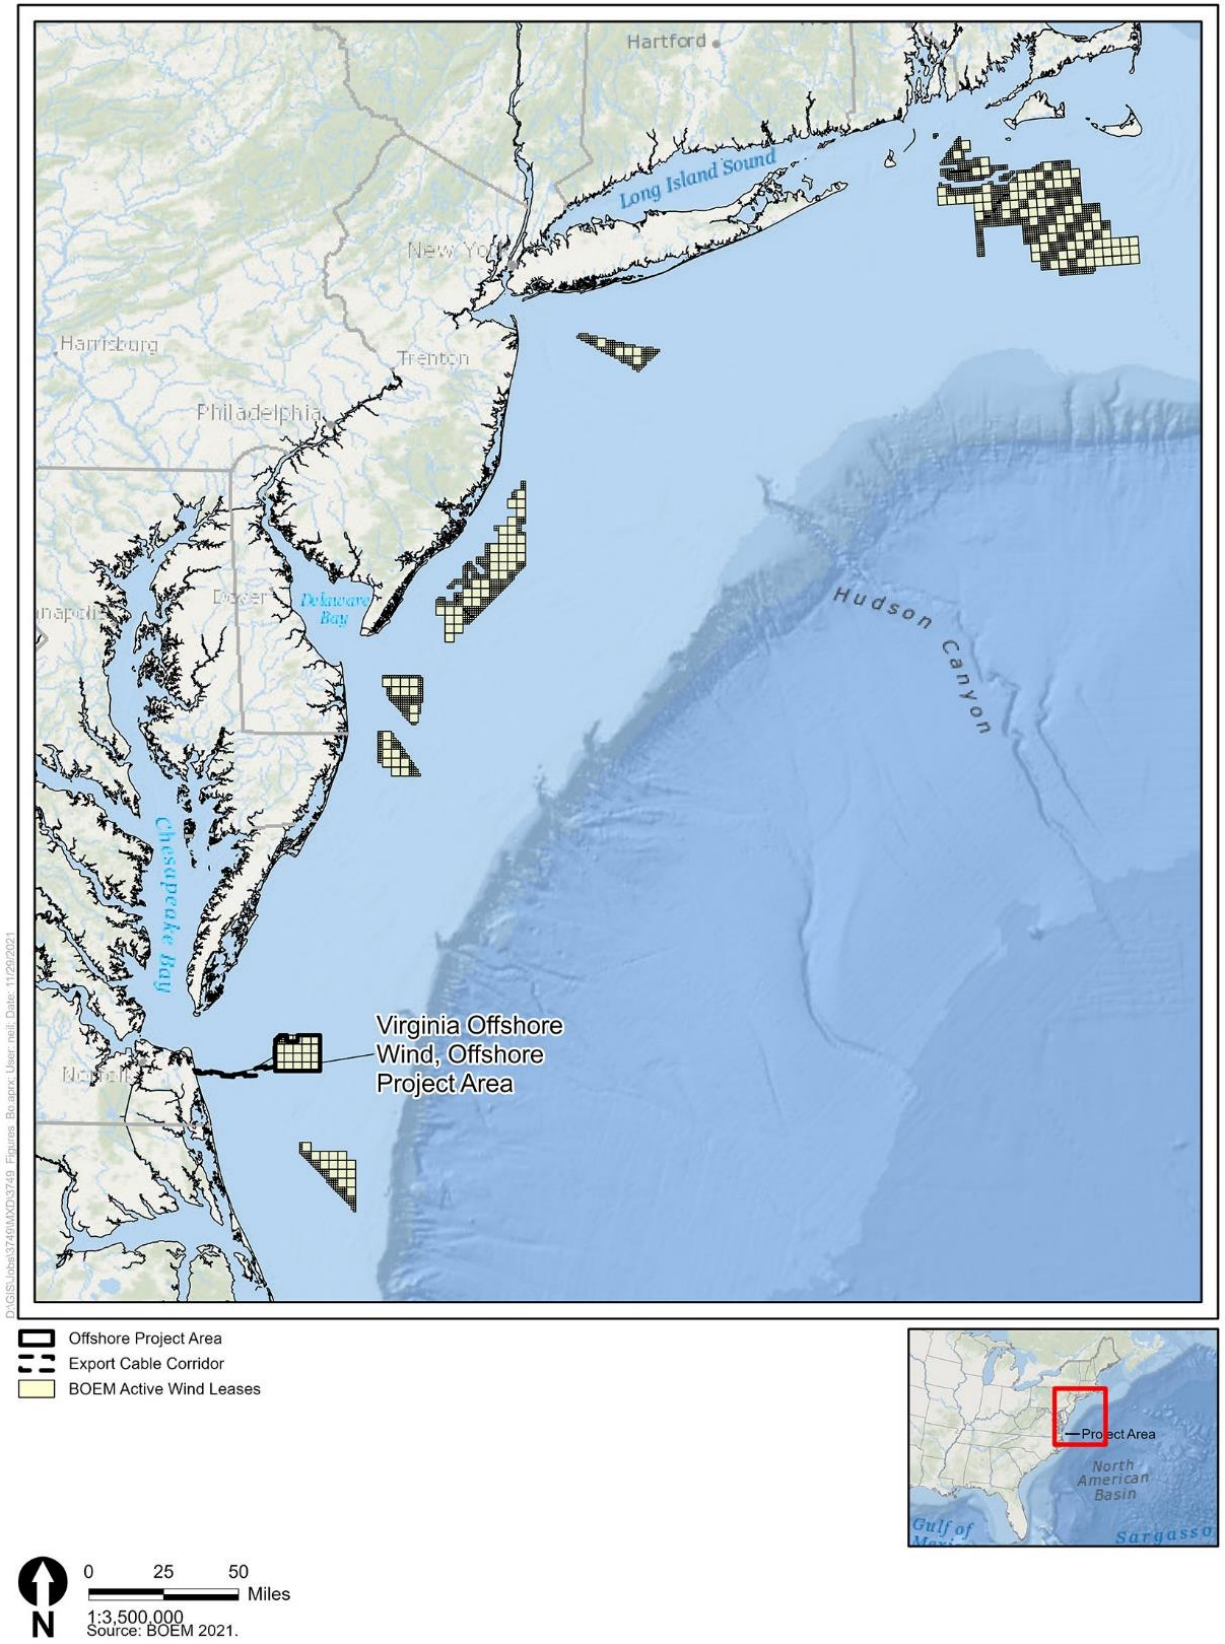 Hartford
Long Island Sound
New Yo
Harrisburg
Trenton
Philadelphia
Hudson Canyon
Dover
Delaware
Bay
nnapolis
Chesapeake Bay
Virginia Offshore
Wind, Offshore
Project Area
Norfolk
Offshore Project Area
Export Cable Corridor
BOEM Active Wind Leases
Project Area
North
American
Basin
Gulf of
Sargasso
0 25 50
Miles
N
1:3,500,000
Source: BOEM 2021.